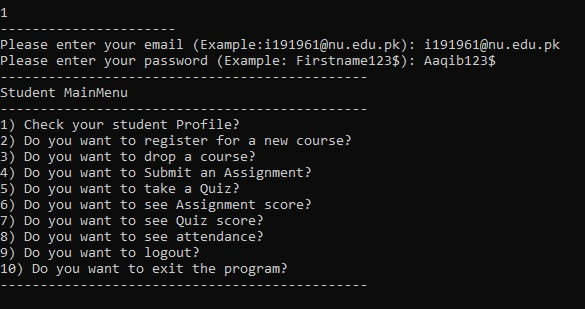 1
----------------------
Please enter your email (Example:i191961@nu.edu.pk): i191961@nu.edu.pk
Please enter your password (Example: Firstname123$): Aaqib123$
----------------------------------------------
Student MainMenu
----------------------------------------------
1) Check your student Profile?
2) Do you want to register for a new course?
3) Do you want to drop a course?
4) Do you want to Submit an Assignment?
5) Do you want to take a Quiz?
6) Do you want to see Assignment score?
7) Do you want to see Quiz score?
8) Do you want to see attendance?
9) Do you want to logout?
10) Do you want to exit the program?
----------------------------------------------